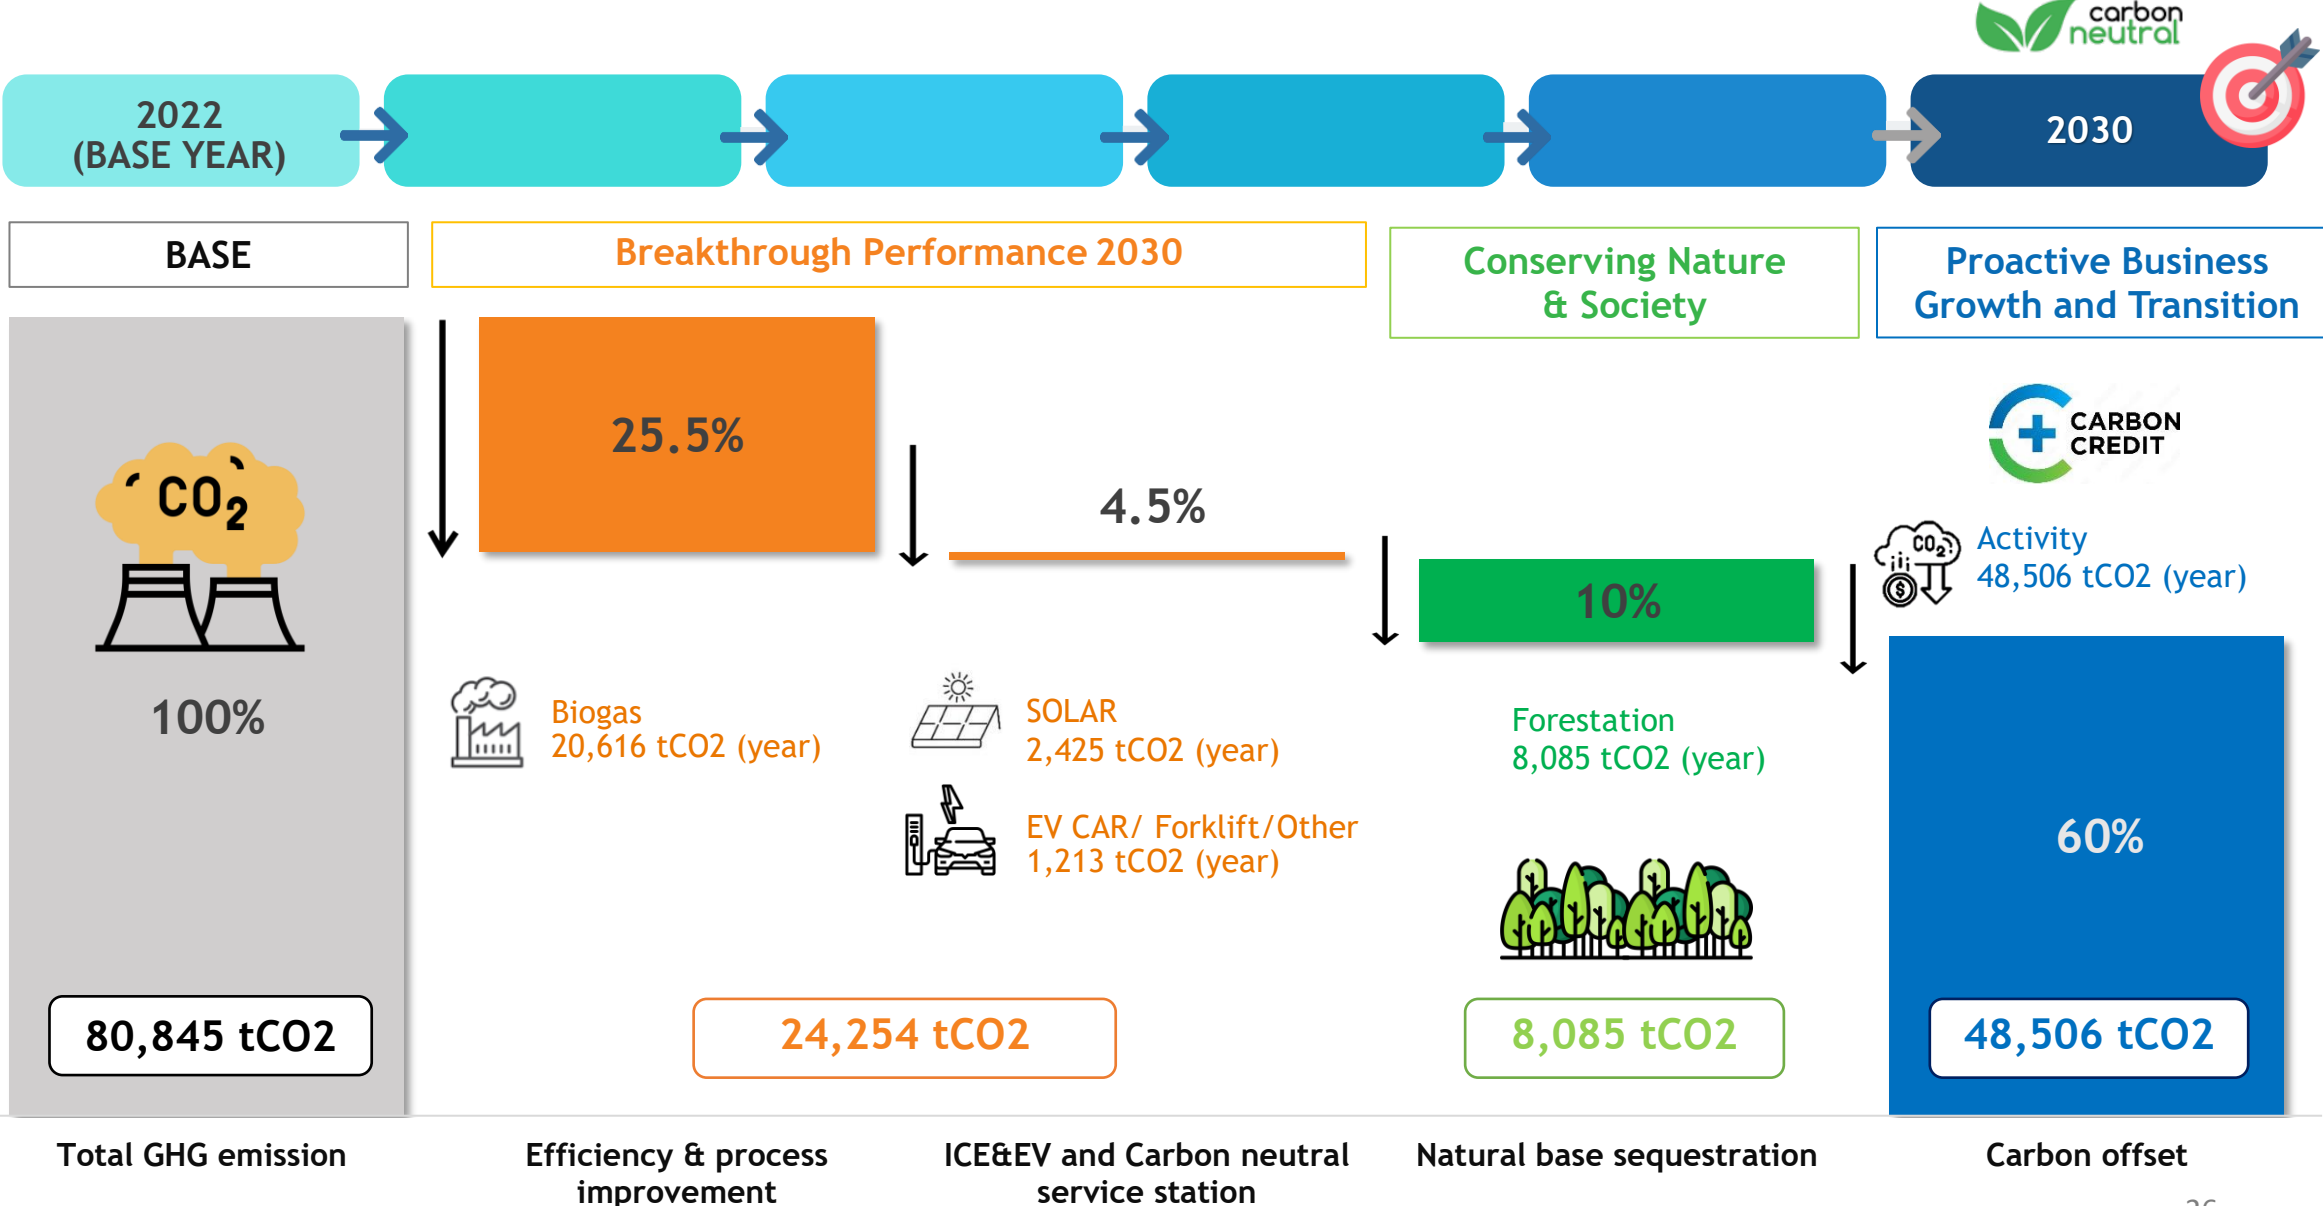 carbon
neutral
2022
(BASE YEAR)
2030
BASE
Breakthrough Performance 2030
Conserving Nature
& Society
Proactive Business
Growth and Transition
CO2
100%
80,845 tCO2
25.5%
4.5%
10%
CARBON
CREDIT
CO2
$
Activity
48,506 tCO2 (year)
60%
Biogas
20,616 tCO2 (year)
SOLAR
2,425 tCO2 (year)
EV CAR/ Forklift/Other
1,213 tCO2 (year)
Forestation
8,085 tCO2 (year)
24,254 tCO2
8,085 tCO2
48,506 tCO2
Total GHG emission
Efficiency & process
improvement
ICE&EV and Carbon neutral
service station
Natural base sequestration
Carbon offset